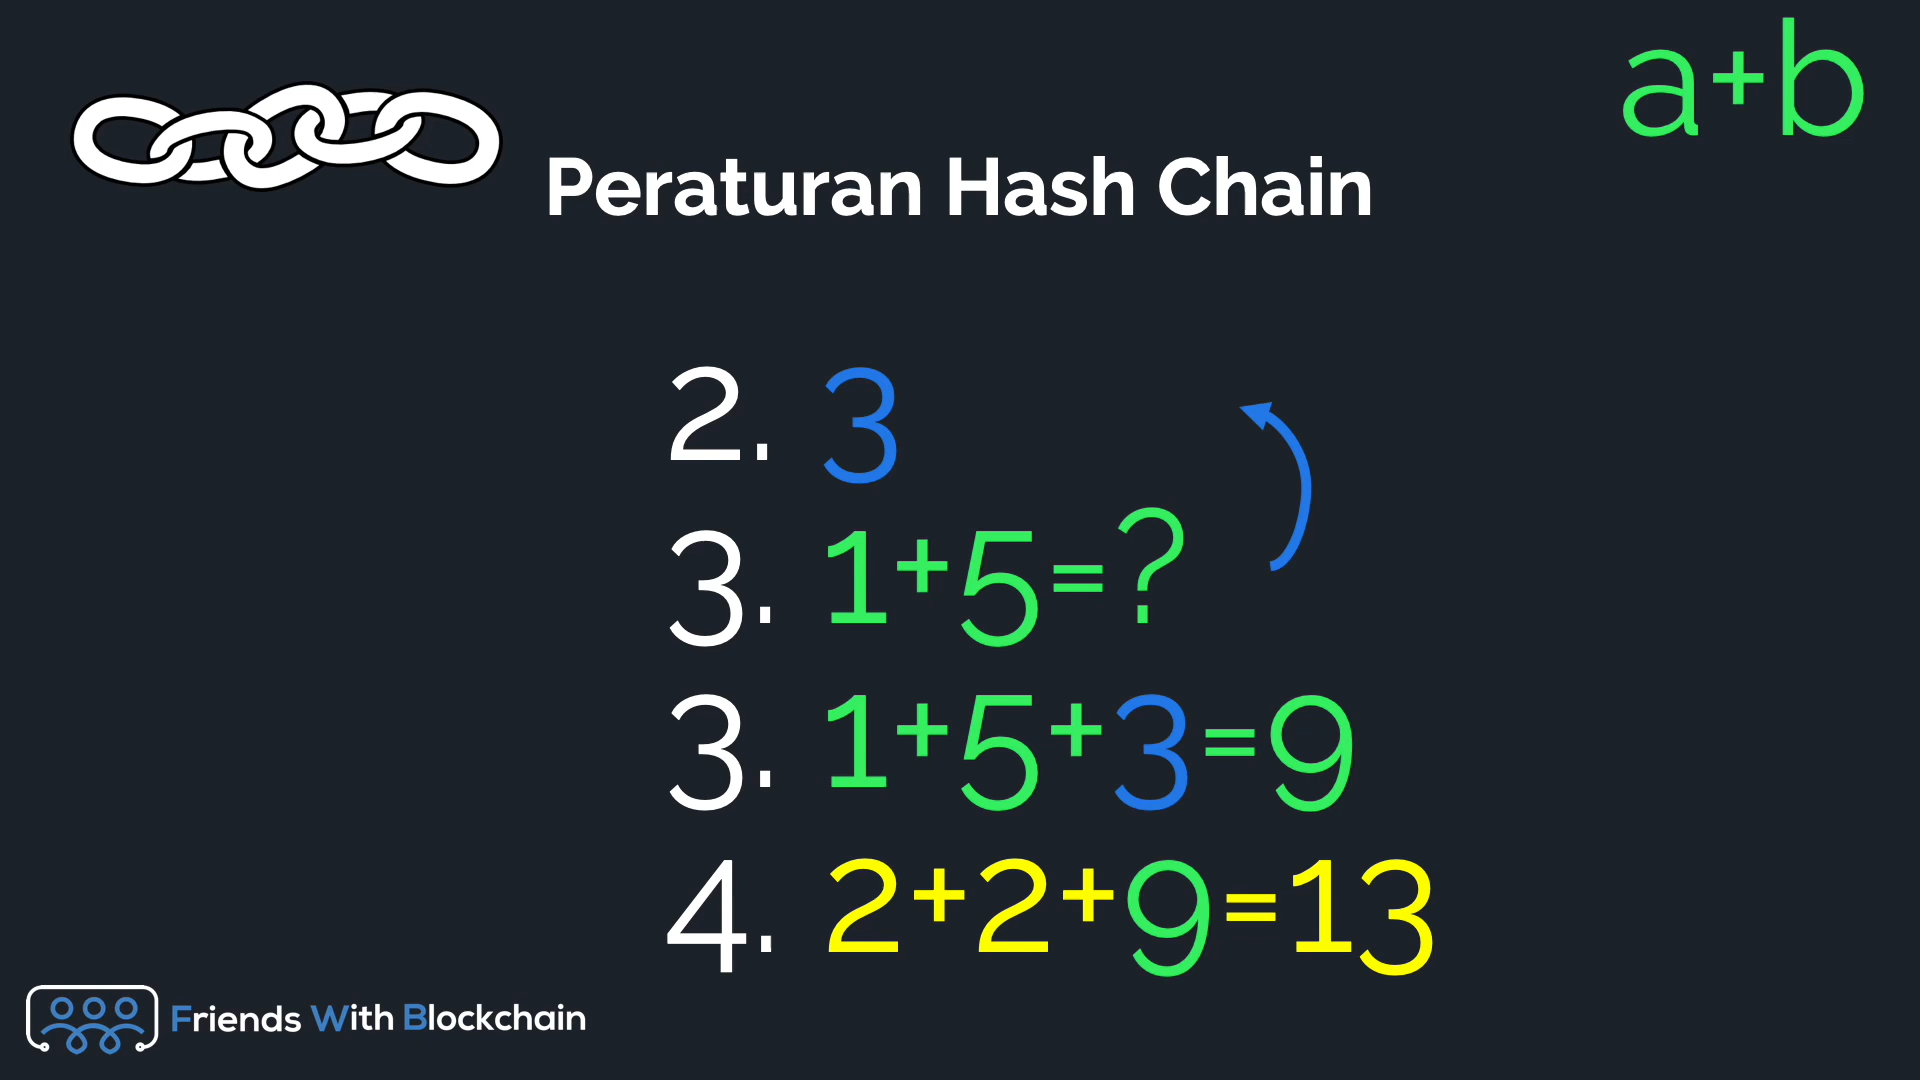 a+b
Peraturan Hash Chain
2. 3
3. 1+5=?
3. 1+5+3=9
4. 2+2+9=13
Friends With Blockchain